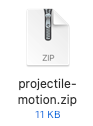 ZIP
projectile-
motion.zip
11 KB